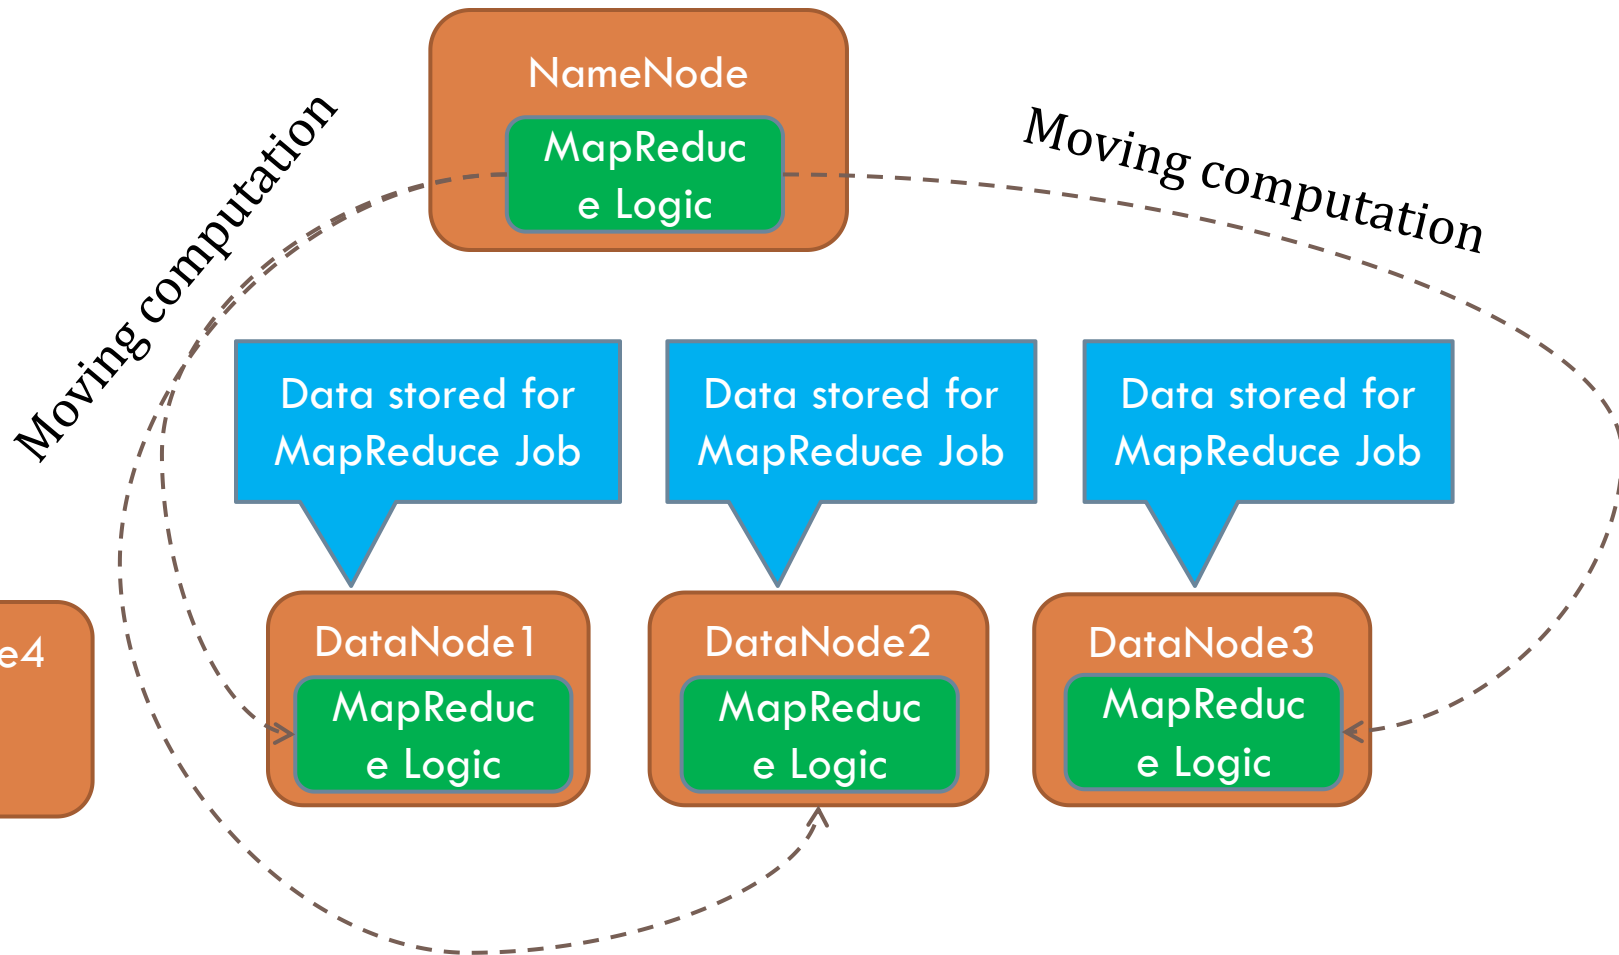 NameNode
MapReduc
e Logic
Moving computation
Moving computation
Data stored for
MapReduce Job
Data stored for
MapReduce Job
Data stored for
MapReduce Job
e4
DataNode1
MapReduc
e Logic
DataNode2
MapReduc
e Logic
DataNode3
MapReduc
e Logic